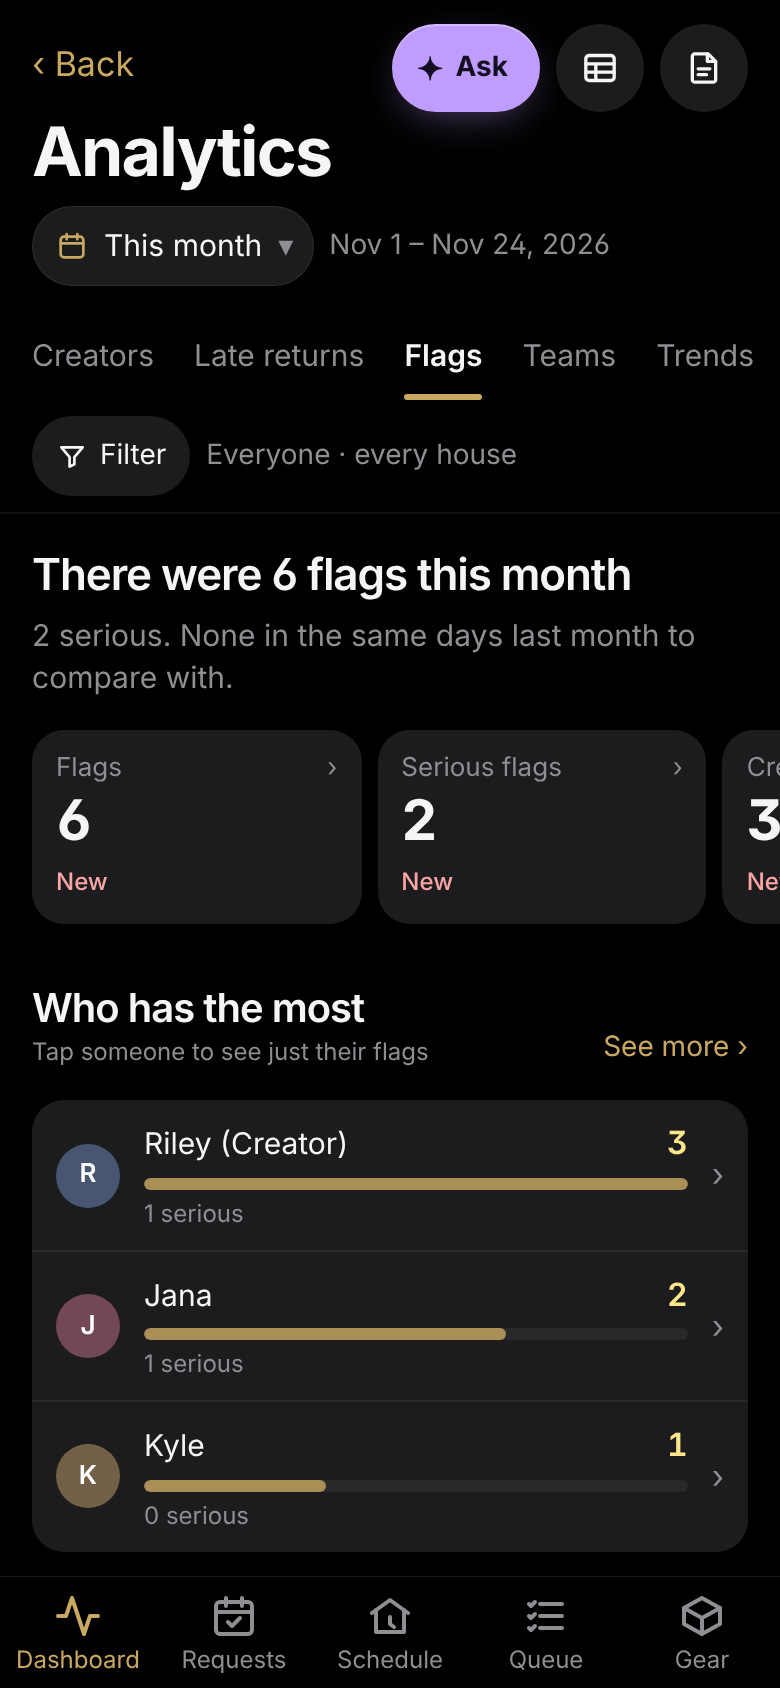 ‹ Back
Ask
Analytics
This month ▾ Nov 1 – Nov 24, 2026
Creators Late returns Flags Teams Trends
Filter Everyone · every house
There were 6 flags this month
2 serious. None in the same days last month to
compare with.
Flags ›
6
New
Serious flags ›
2
New
3
Who has the most
Tap someone to see just their flags
See more ›
R
Riley (Creator) 3 ›
1 serious
J
Jana 2 ›
1 serious
K
Kyle 1 ›
0 serious
Dashboard Requests Schedule Queue Gear